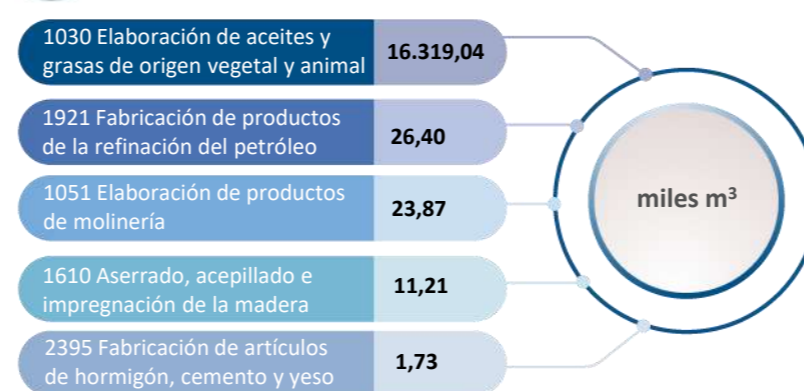 1030 Elaboración de aceites y
grasas de origen vegetal y animal
16.319,04
1921 Fabricación de productos
de la refinación del petróleo
26,40
1051 Elaboración de productos
de molinería
23,87
1610 Aserrado, acepillado e
impregnación de la madera
11,21
2395 Fabricación de artículos
de hormigón, cemento y yeso
1,73
miles m³